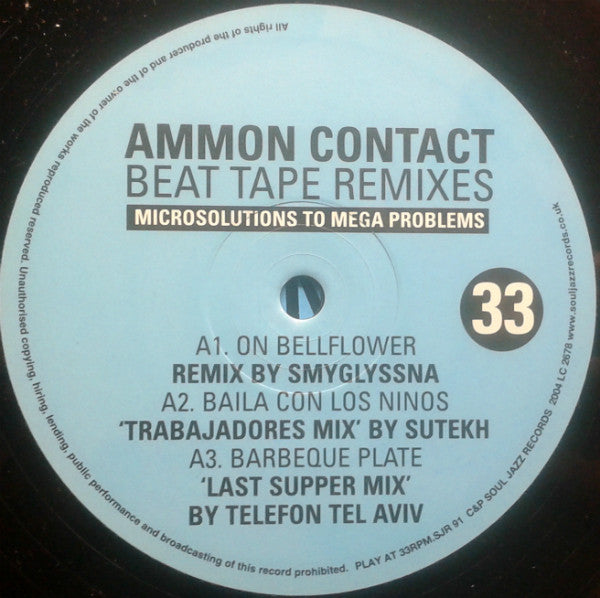 AMMON CONTACT
BEAT TAPE REMIXES
MICROSOLUTiONS TO MEGA PROBLEMS
33
A1. ON BELLFLOWER
REMIX BY SMYGLYSSNA
A2. BAILA CON LOS NINOS
‘TRABAJADORES MIX’ BY SUTEKH
A3. BARBEQUE PLATE
‘LAST SUPPER MIX’
BY TELEFON TEL AVIV
All rights of the producer and of the owner of the works reproduced reserved. Unauthorised copying, hiring, lending, public performance and broadcasting of this record prohibited. PLAY AT 33RPM.SJR 91 C&P SOUL JAZZ RECORDS 2004 LC 2678 www.souljazzrecords.co.uk